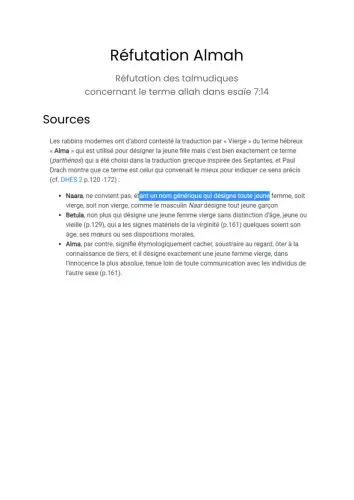 Réfutation Almah
Réfutation des talmudiques
concernant le terme allah dans esaïe 7:14
Sources
Les rabbins modernes ont d'abord contesté la traduction par « Vierge » du terme hébreux
« Alma » qui est utilisé pour désigner la jeune fille mais c'est bien exactement ce terme
(parthénos) qui a été choisi dans la traduction grecque inspirée des Septantes, et Paul
Drach montre que ce terme est celui qui convenait le mieux pour indiquer ce sens précis
(cf. DHES 2 p.120 -172) :
• Naara, ne convient pas, étant un nom générique qui désigne toute jeune femme, soit
vierge, soit non vierge, comme le masculin Naar désigne tout jeune garçon
• Betula, non plus qui désigne une jeune femme vierge sans distinction d'âge, jeune ou
vieille (p.129), qui a les signes matériels de la virginité (p.161) quelques soient son
âge, ses mœurs ou ses dispositions morales,
• Alma, par contre, signifie étymologiquement cacher, soustraire au regard, ôter à la
connaissance de tiers, et il désigne exactement une jeune femme vierge, dans
l'innocence la plus absolue, tenue loin de toute communication avec les individus de
l'autre sexe (p.161).